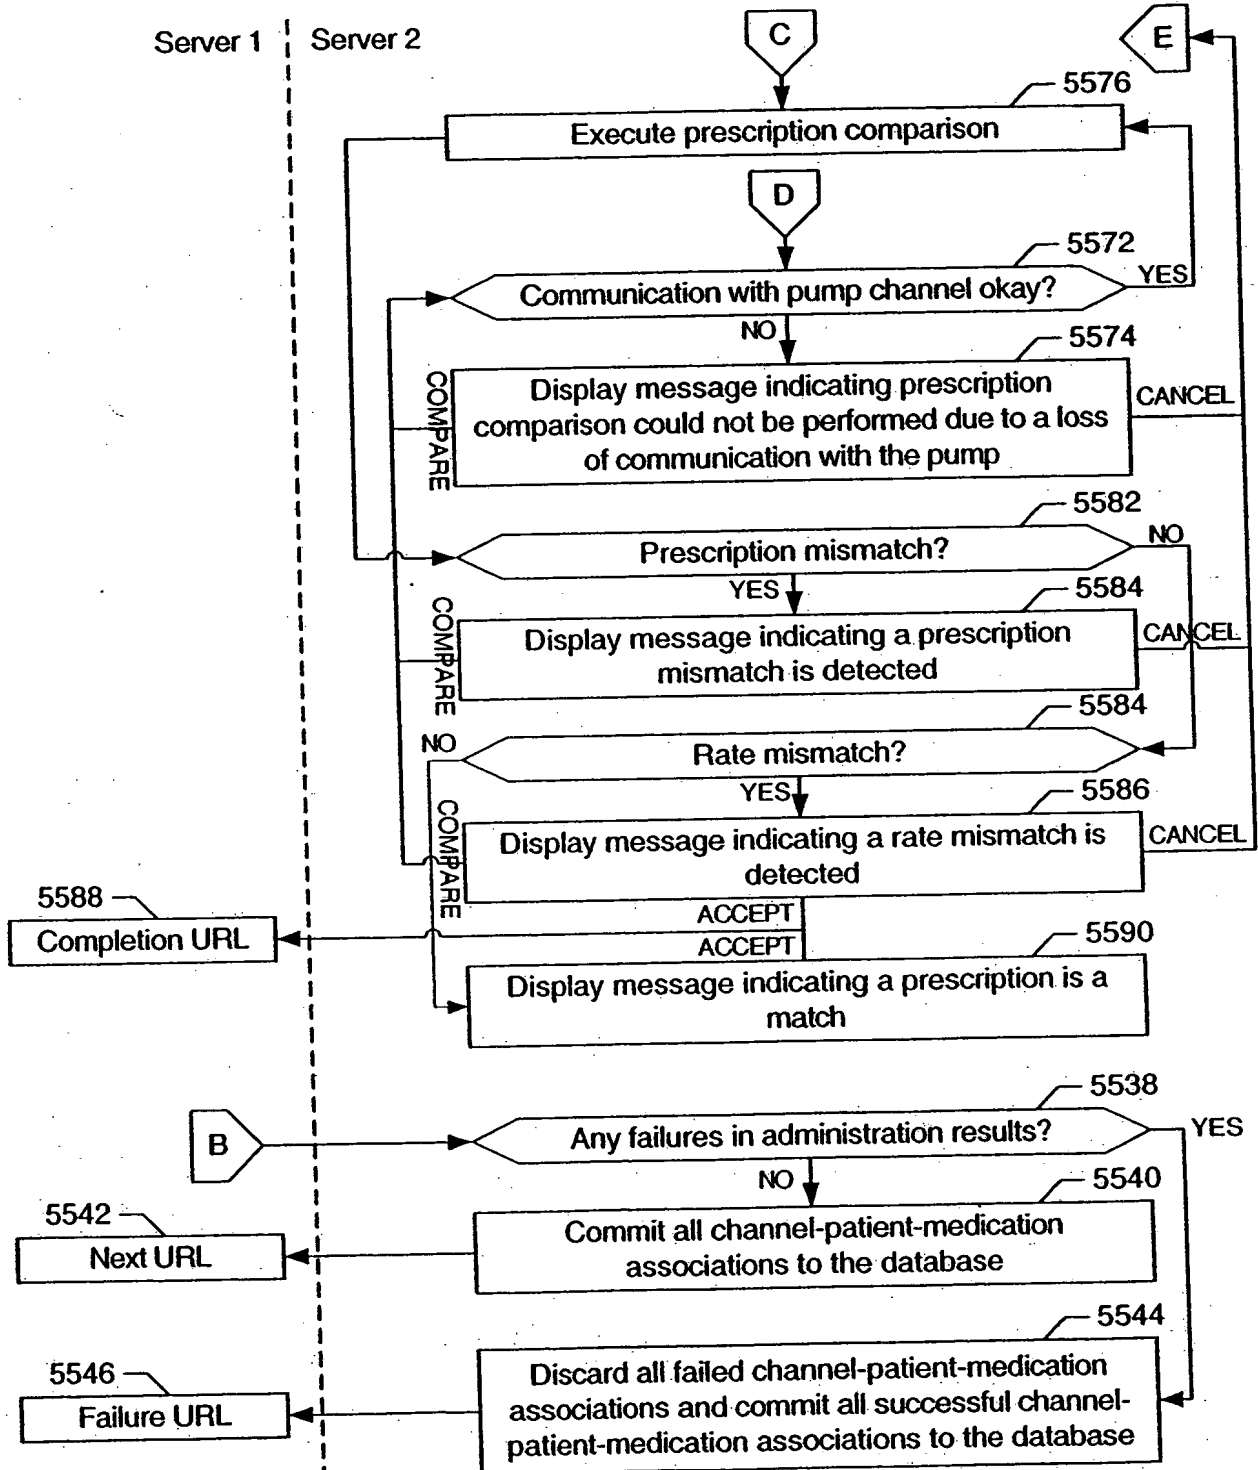 Server 1
Server 2
C
E
5576
Execute prescription comparison
D
5572
Communication with pump channel okay?
YES
NO
5574
Display message indicating prescription
comparison could not be performed due to a loss
of communication with the pump
COMPARE
CANCEL
5582
Prescription mismatch?
NO
YES
5584
Display message indicating a prescription
mismatch is detected
COMPARE
CANCEL
5584
Rate mismatch?
NO
YES
5586
Display message indicating a rate mismatch is
detected
COMPARE
CANCEL
5588
Completion URL
ACCEPT
ACCEPT
5590
Display message indicating a prescription is a
match
5538
B
Any failures in administration results?
YES
NO
5540
Commit all channel-patient-medication
associations to the database
5542
Next URL
5544
Discard all failed channel-patient-medication
associations and commit all successful channel-
patient-medication associations to the database
5546
Failure URL